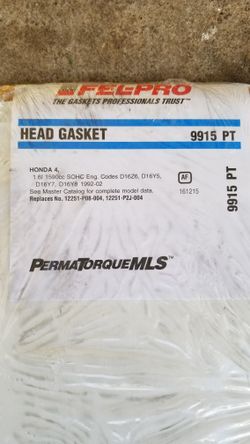 FEL-PRO
THE GASKETS PROFESSIONALS TRUST™
HEAD GASKET 9915 PT
HONDA 4,
1.6l 1590cc SOHC Eng. Codes D16Z6, D16Y5,
D16Y7, D16Y8 1992-02
See Master Catalog for complete model data.
Replaces No. 12251-P08-004, 12251-P2J-004
AF
161215
9915 PT
PERMATORQUEMLS™